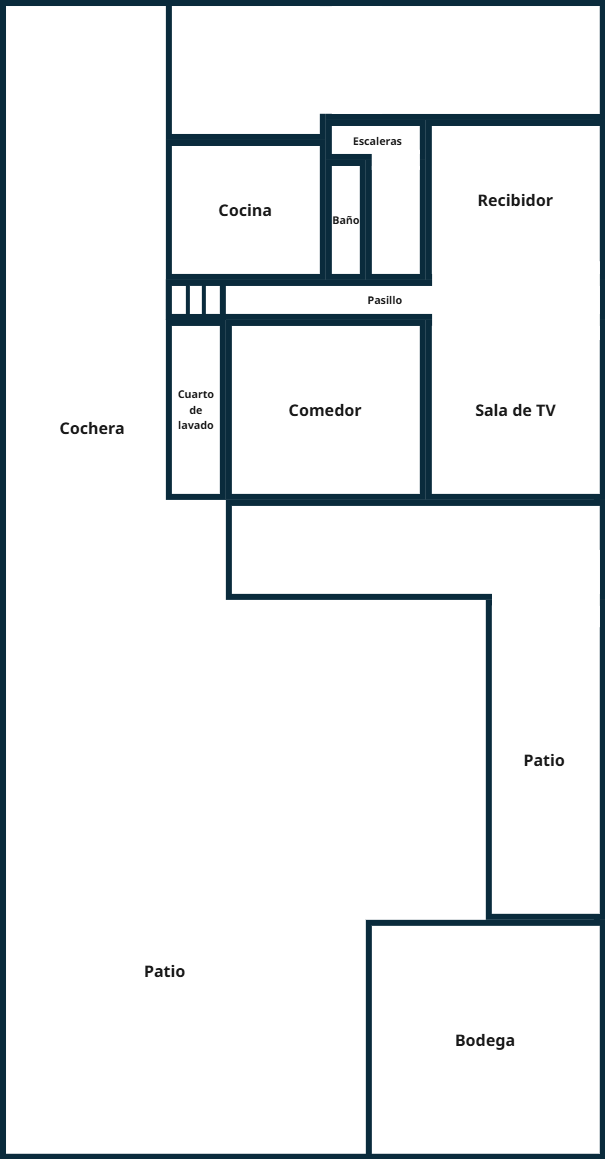 Escaleras
Recibidor
Cocina
Baño
Pasillo
Cuarto
de
lavado
Comedor
Sala de TV
Cochera
Patio
Patio
Bodega